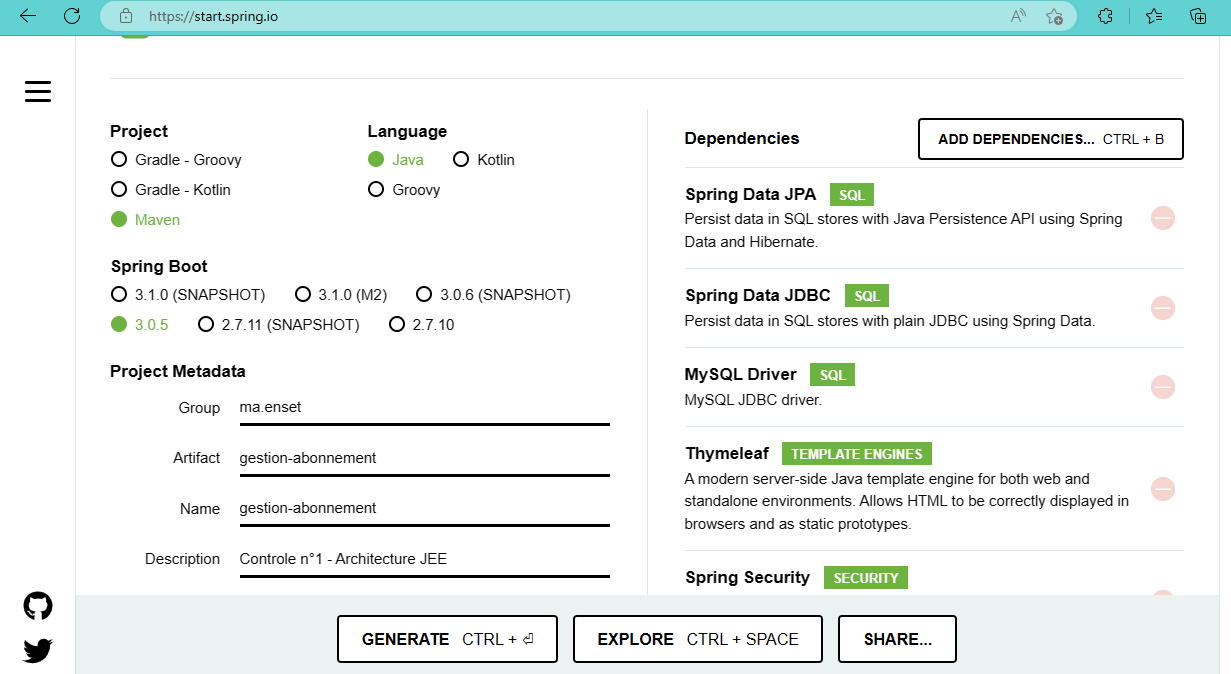 https://start.spring.io
Project
Gradle - Groovy
Gradle - Kotlin
Maven
Language
Java Kotlin
Groovy
Spring Boot
3.1.0 (SNAPSHOT) 3.1.0 (M2) 3.0.6 (SNAPSHOT)
3.0.5 2.7.11 (SNAPSHOT) 2.7.10
Project Metadata
Group ma.enset
Artifact gestion-abonnement
Name gestion-abonnement
Description Controle n°1 - Architecture JEE
Dependencies ADD DEPENDENCIES... CTRL + B
Spring Data JPA SQL
Persist data in SQL stores with Java Persistence API using Spring
Data and Hibernate.
Spring Data JDBC SQL
Persist data in SQL stores with plain JDBC using Spring Data.
MySQL Driver SQL
MySQL JDBC driver.
Thymeleaf TEMPLATE ENGINES
A modern server-side Java template engine for both web and
standalone environments. Allows HTML to be correctly displayed in
browsers and as static prototypes.
Spring Security SECURITY
GENERATE CTRL + ⏎ EXPLORE CTRL + SPACE SHARE...